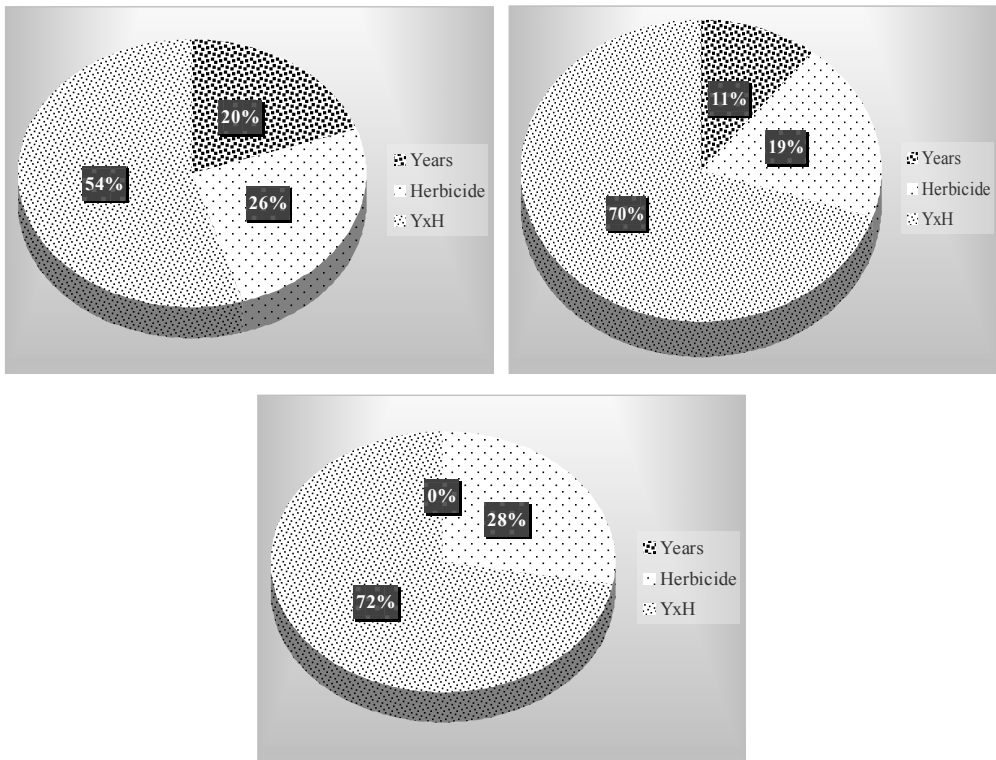 20%
54%
26%
Years
Herbicide
YxH
11%
19%
70%
Years
Herbicide
YxH
0%
28%
72%
Years
Herbicide
YxH